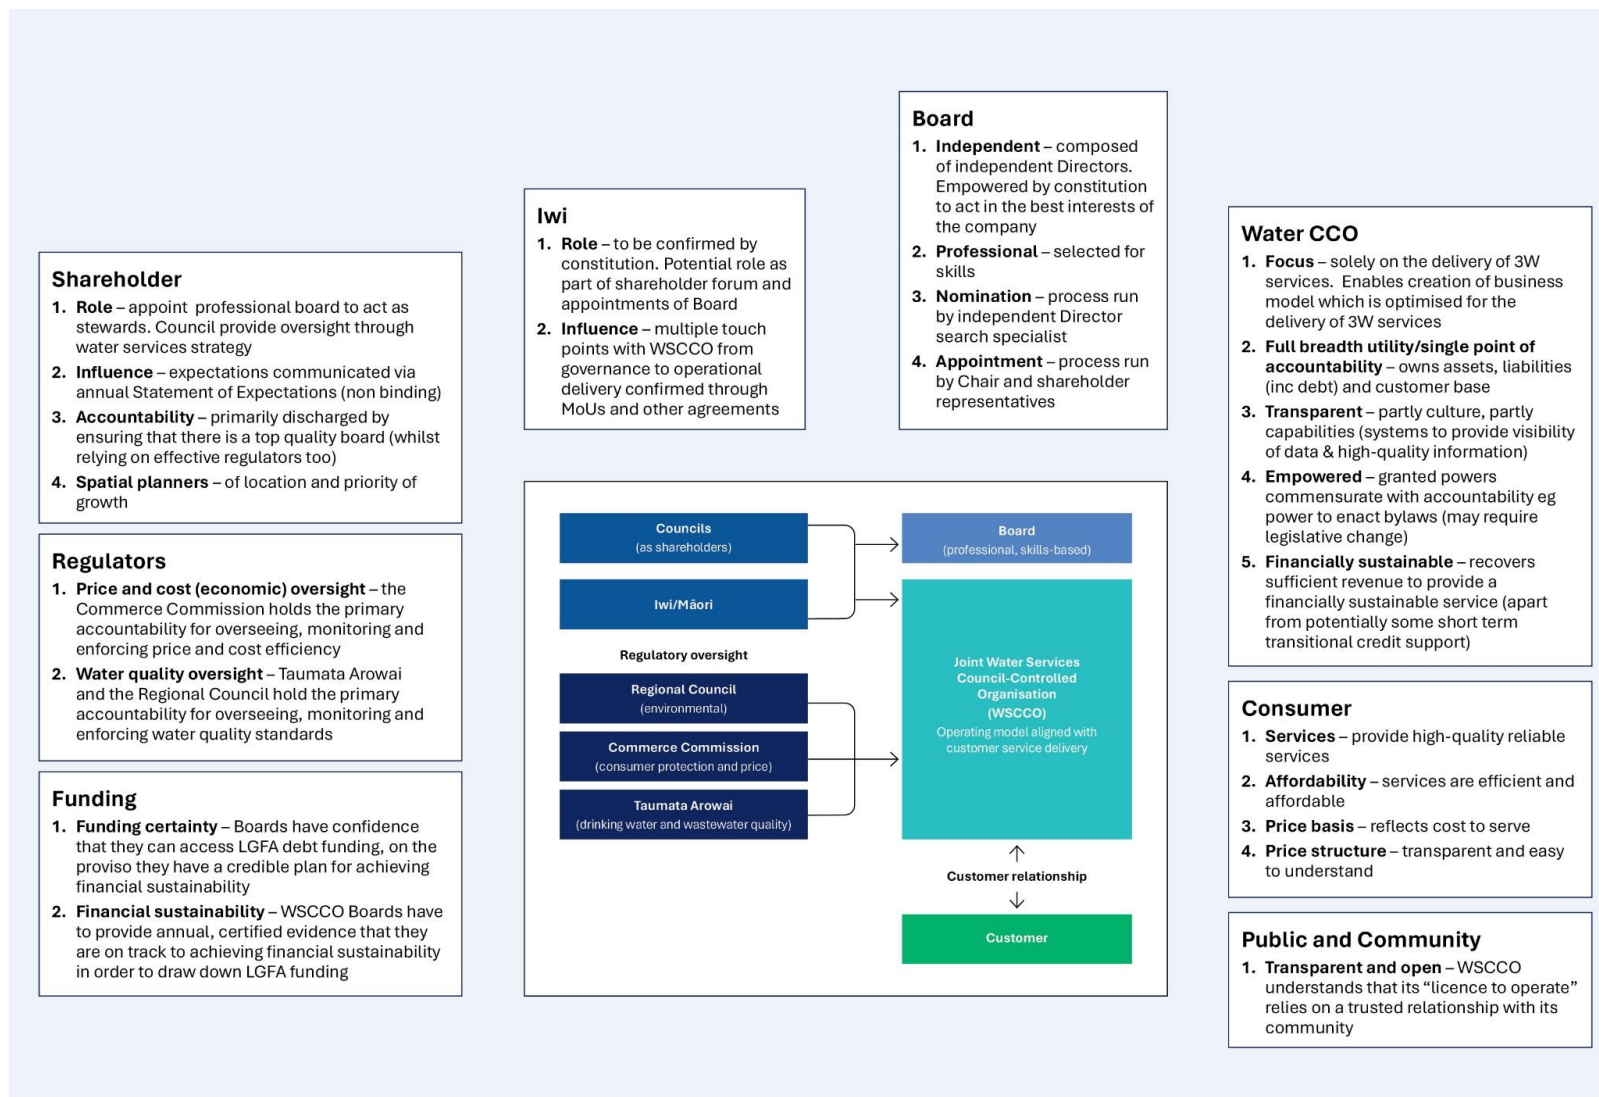 Shareholder
1. Role – appoint professional board to act as
stewards. Council provide oversight through
water services strategy
2. Influence – expectations communicated via
annual Statement of Expectations (non binding)
3. Accountability – primarily discharged by
ensuring that there is a top quality board (whilst
relying on effective regulators too)
4. Spatial planners – of location and priority of
growth
Regulators
1. Price and cost (economic) oversight – the
Commerce Commission holds the primary
accountability for overseeing, monitoring and
enforcing price and cost efficiency
2. Water quality oversight – Taumata Arowai
and the Regional Council hold the primary
accountability for overseeing, monitoring and
enforcing water quality standards
Funding
1. Funding certainty – Boards have confidence
that they can access LGFA debt funding, on the
proviso they have a credible plan for achieving
financial sustainability
2. Financial sustainability – WSCCO Boards have
to provide annual, certified evidence that they
are on track to achieving financial sustainability
in order to draw down LGFA funding
Iwi
1. Role – to be confirmed by
constitution. Potential role as
part of shareholder forum and
appointments of Board
2. Influence – multiple touch
points with WSCCO from
governance to operational
delivery confirmed through
MoUs and other agreements
Board
1. Independent – composed
of independent Directors.
Empowered by constitution
to act in the best interests of
the company
2. Professional – selected for
skills
3. Nomination – process run
by independent Director
search specialist
4. Appointment – process run
by Chair and shareholder
representatives
Councils
(as shareholders)
Iwi/Māori
Regulatory oversight
Regional Council
(environmental)
Commerce Commission
(consumer protection and price)
Taumata Arowai
(drinking water and wastewater quality)
Board
(professional, skills-based)
Joint Water Services
Council-Controlled
Organisation
(WSCCO)
Operating model aligned with
customer service delivery
Customer relationship
Customer
Water CCO
1. Focus – solely on the delivery of 3W
services. Enables creation of business
model which is optimised for the
delivery of 3W services
2. Full breadth utility/single point of
accountability – owns assets, liabilities
(inc debt) and customer base
3. Transparent – partly culture, partly
capabilities (systems to provide visibility
of data & high-quality information)
4. Empowered – granted powers
commensurate with accountability eg
power to enact bylaws (may require
legislative change)
5. Financially sustainable – recovers
sufficient revenue to provide a
financially sustainable service (apart
from potentially some short term
transitional credit support)
Consumer
1. Services – provide high-quality reliable
services
2. Affordability – services are efficient and
affordable
3. Price basis – reflects cost to serve
4. Price structure – transparent and easy
to understand
Public and Community
1. Transparent and open – WSCCO
understands that its “licence to operate”
relies on a trusted relationship with its
community